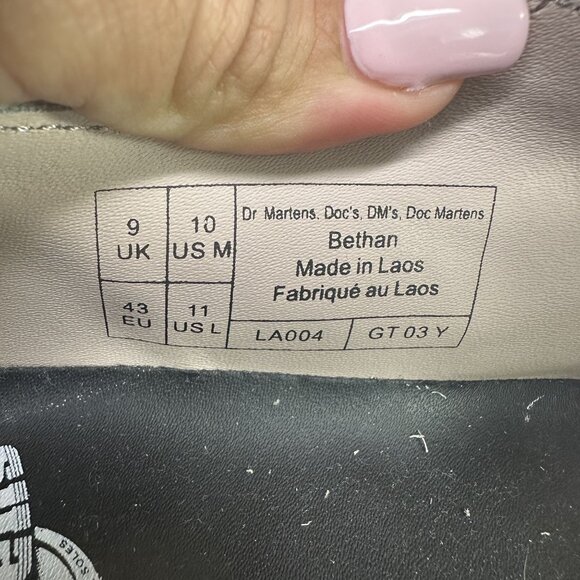 9 UK
10 US M
43 EU
11 US L
Dr Martens. Doc's, DM's, Doc Martens
Bethan
Made in Laos
Fabriqué au Laos
LA004 / GT 03 Y
SOLES